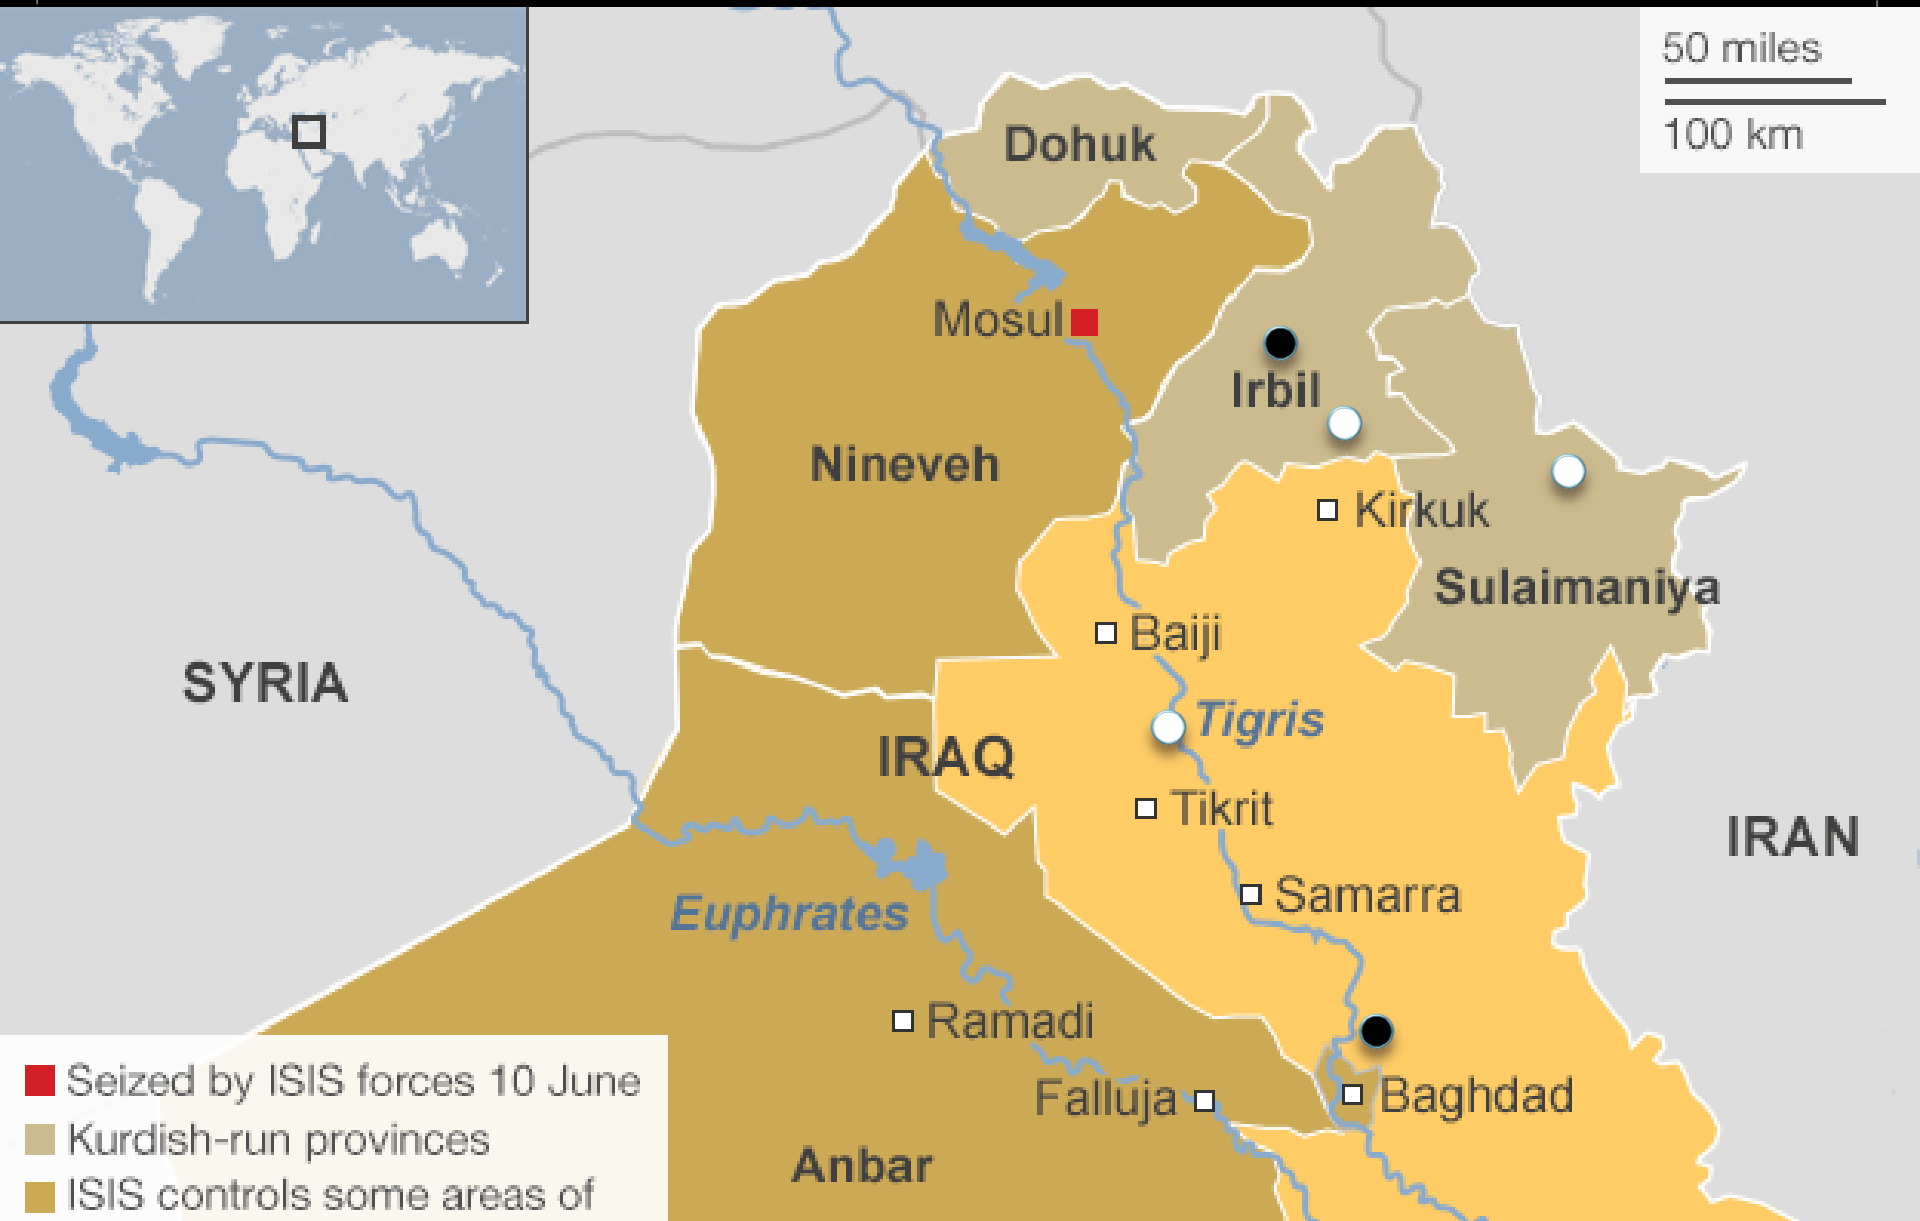 50 miles
100 km
Dohuk
Mosul
Irbil
Nineveh
Kirkuk
Sulaimaniya
Baiji
SYRIA
Tigris
IRAQ
Tikrit
IRAN
Samarra
Euphrates
Ramadi
Falluja
Baghdad
Anbar
Seized by ISIS forces 10 June
Kurdish-run provinces
ISIS controls some areas of